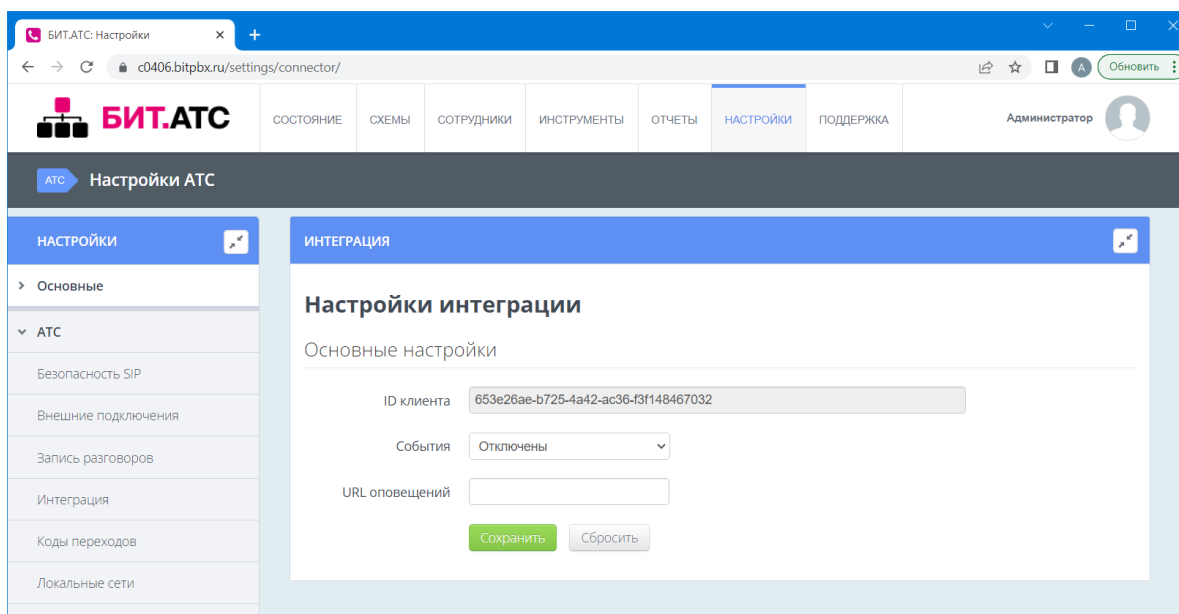 БИТ.АТС: Настройки
c0406.bitpbx.ru/settings/connector/
А
Обновить
БИТ.АТС
СОСТОЯНИЕ СХЕМЫ СОТРУДНИКИ ИНСТРУМЕНТЫ ОТЧЕТЫ НАСТРОЙКИ ПОДДЕРЖКА Администратор
АТС Настройки АТС
НАСТРОЙКИ
Основные
АТС
Безопасность SIP
Внешние подключения
Запись разговоров
Интеграция
Коды переходов
Локальные сети
ИНТЕГРАЦИЯ
Настройки интеграции
Основные настройки
ID клиента 653e26ae-b725-4a42-ac36-f3f148467032
События Отключены
URL оповещений
Сохранить Сбросить